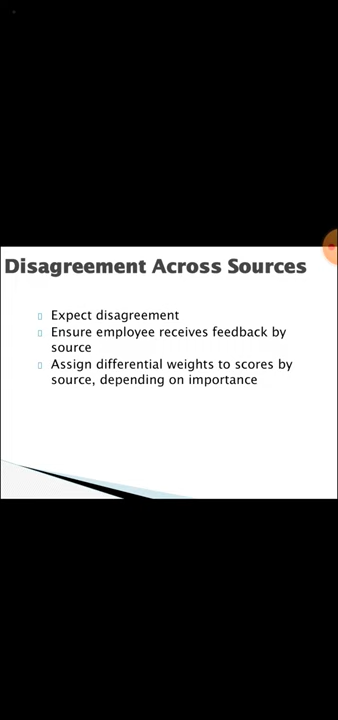 Disagreement Across Sources
Expect disagreement
Ensure employee receives feedback by
source
Assign differential weights to scores by
source, depending on importance